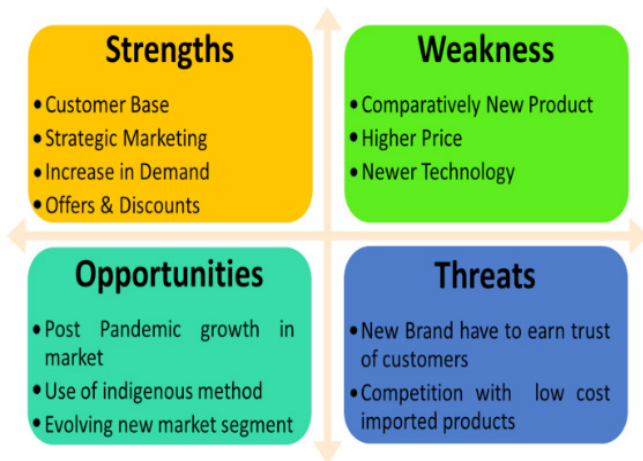 Strengths
• Customer Base
• Strategic Marketing
• Increase in Demand
• Offers & Discounts
Weakness
• Comparatively New Product
• Higher Price
• Newer Technology
Opportunities
• Post Pandemic growth in
market
• Use of indigenous method
• Evolving new market segment
Threats
• New Brand have to earn trust
of customers
• Competition with low cost
imported products